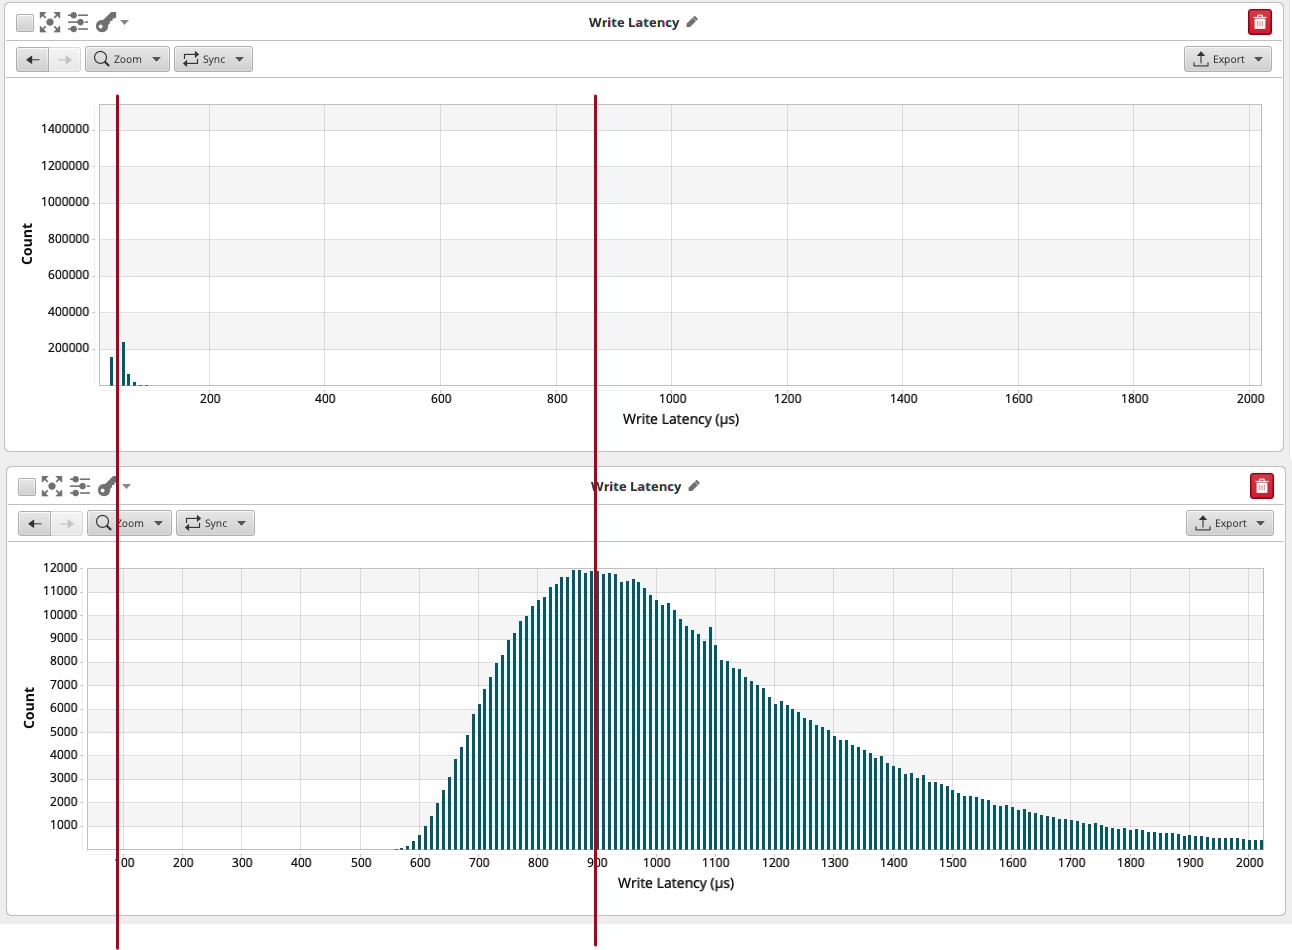 Write Latency
Zoom
Sync
Export
1400000
1200000
1000000
800000
600000
400000
200000
Count
200 400 600 800 1000 1200 1400 1600 1800 2000
Write Latency (µs)
Write Latency
Zoom
Sync
Export
12000
11000
10000
9000
8000
7000
6000
5000
4000
3000
2000
1000
Count
100 200 300 400 500 600 700 800 900 1000 1100 1200 1300 1400 1500 1600 1700 1800 1900 2000
Write Latency (µs)